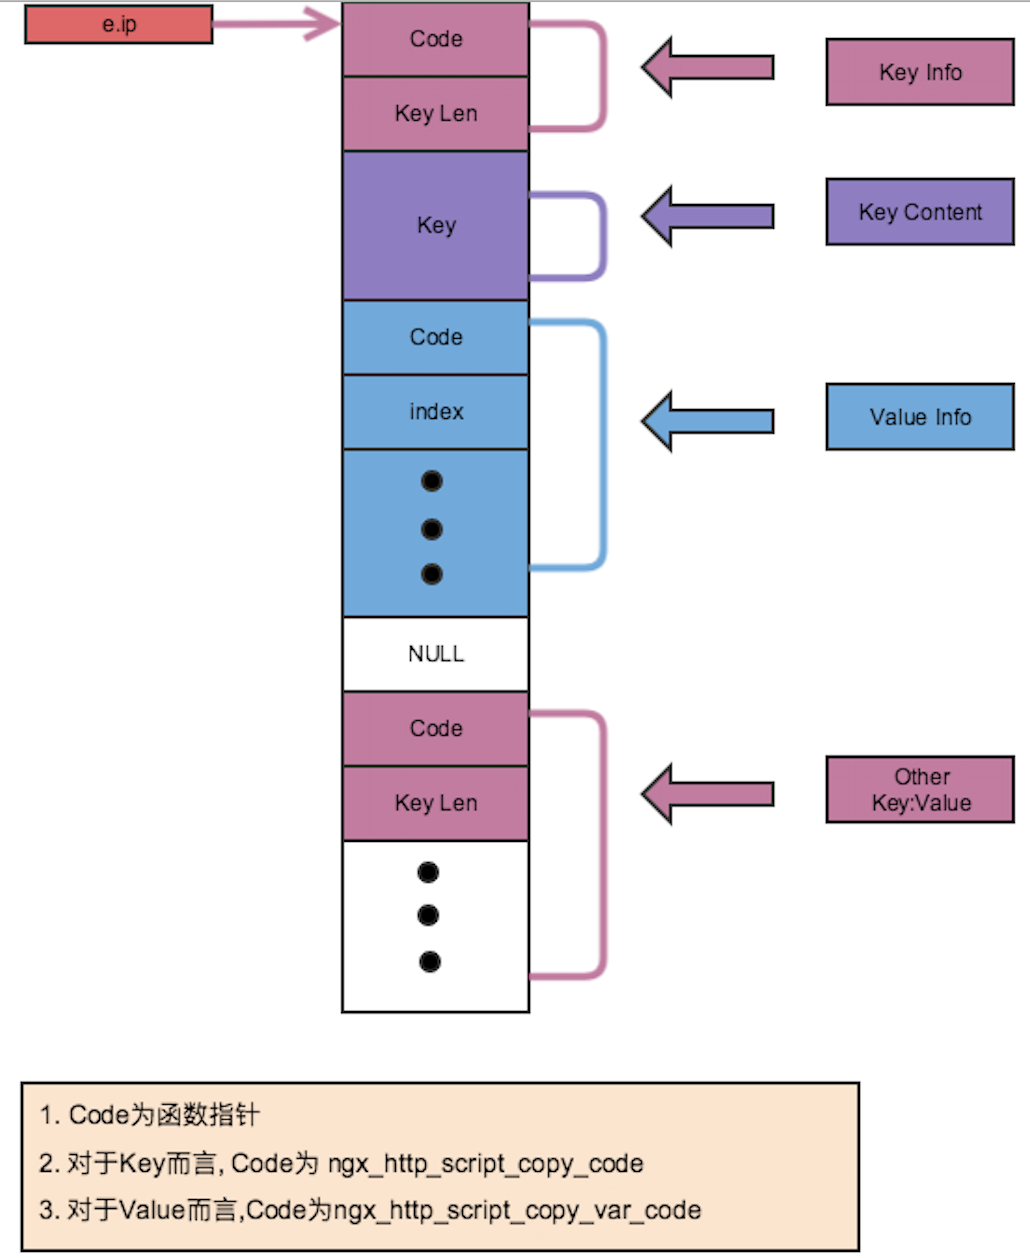 e.ip
Code
Key Len
Key Info
Key
Key Content
Code
index
Value Info
NULL
Code
Key Len
Other
Key:Value
1. Code为函数指针
2. 对于Key而言, Code为 ngx_http_script_copy_code
3. 对于Value而言,Code为ngx_http_script_copy_var_code